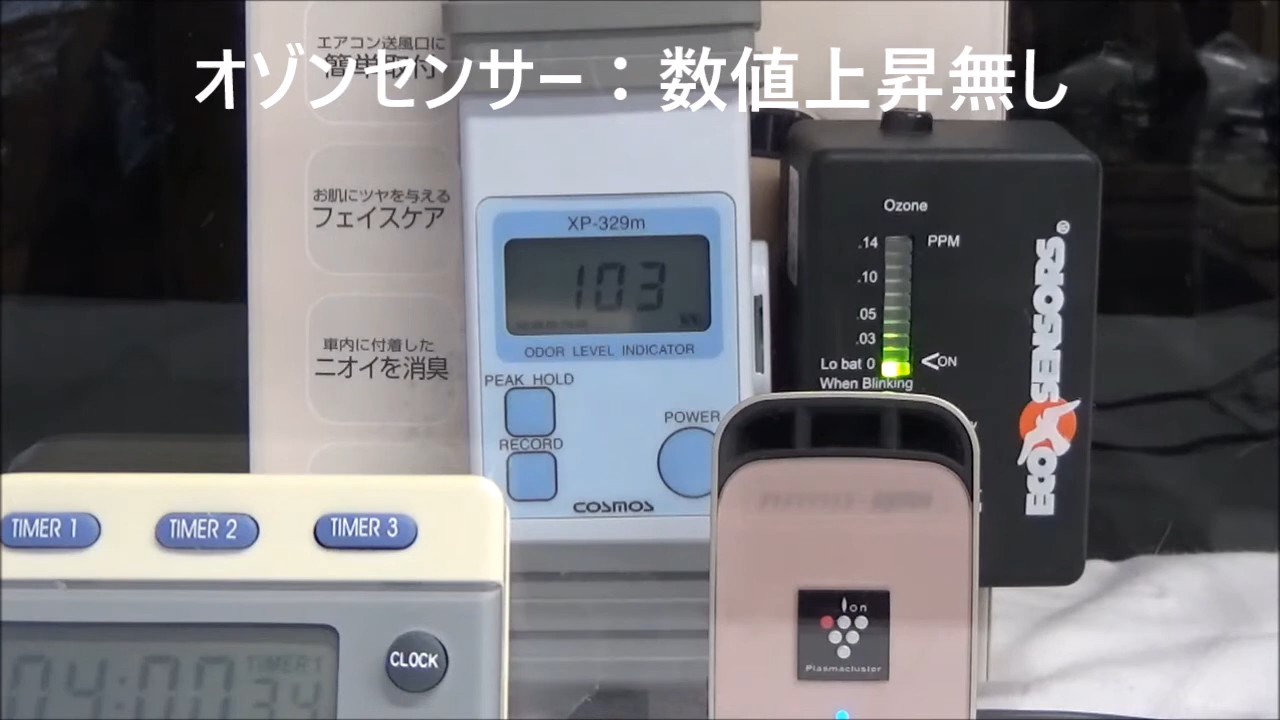 オゾンセンサー：数値上昇無し
エアコン送風口に
簡単取付
お肌にツヤを与える
フェイスケア
車内に付着した
ニオイを消臭
XP-329m
103
ODOR LEVEL INDICATOR
PEAK HOLD
RECORD
POWER
COSMOS
Ozone
.14 PPM
.10
.05
.03
Lo bat 0 <ON
When Blinking
ECO SENSORS®
TIMER 1 TIMER 2 TIMER 3
CLOCK
TIMER 1
04:00 34
Ion
Plasmacluster